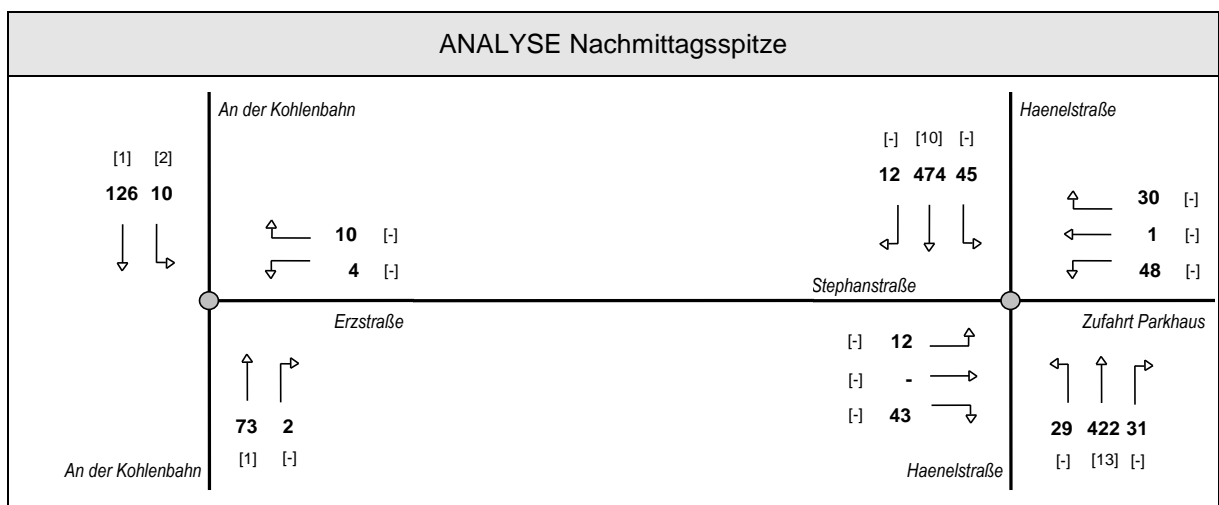 ANALYSE Nachmittagsspitze
An der Kohlenbahn
Haenelstraße
[-] [10] [-]
[1] [2]
12 474 45
126 10
30 [-]
10 [-]
1 [-]
4 [-]
48 [-]
Stephanstraße
Erzstraße
Zufahrt Parkhaus
[-] 12
[-] -
[-] 43
73 2
29 422 31
[1] [-]
[-] [13] [-]
An der Kohlenbahn
Haenelstraße